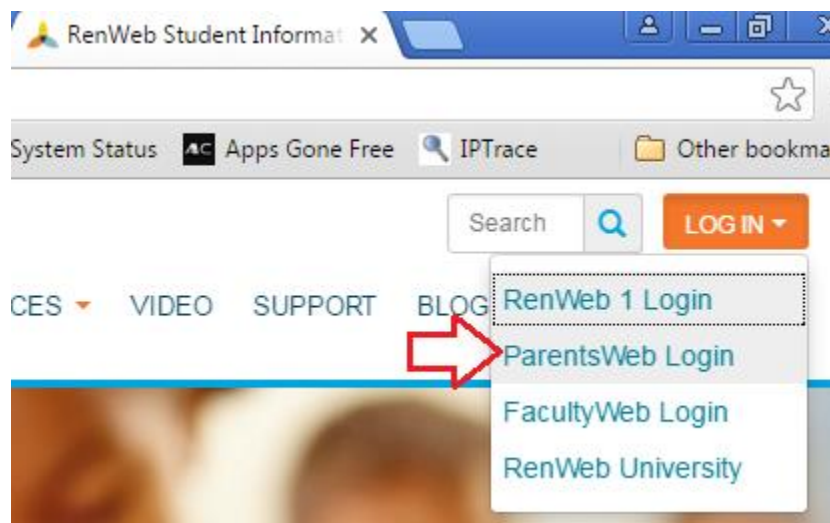 RenWeb Student Informat
System Status AC Apps Gone Free IPTrace Other bookma
Search LOG IN
CES VIDEO SUPPORT BLOG
RenWeb 1 Login
ParentsWeb Login
FacultyWeb Login
RenWeb University